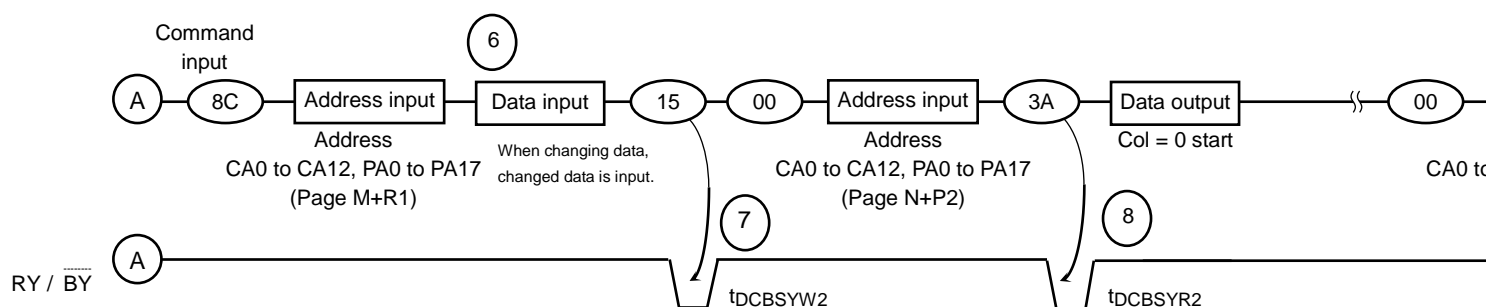 Command
input
6
A
8C
Address input
Data input
15
00
Address input
3A
Data output
00
Address
CA0 to CA12, PA0 to PA17
(Page M+R1)
When changing data,
changed data is input.
Address
CA0 to CA12, PA0 to PA17
(Page N+P2)
Col = 0 start
CA0 to
7
8
A
RY / BY
tDCBSYW2
tDCBSYR2